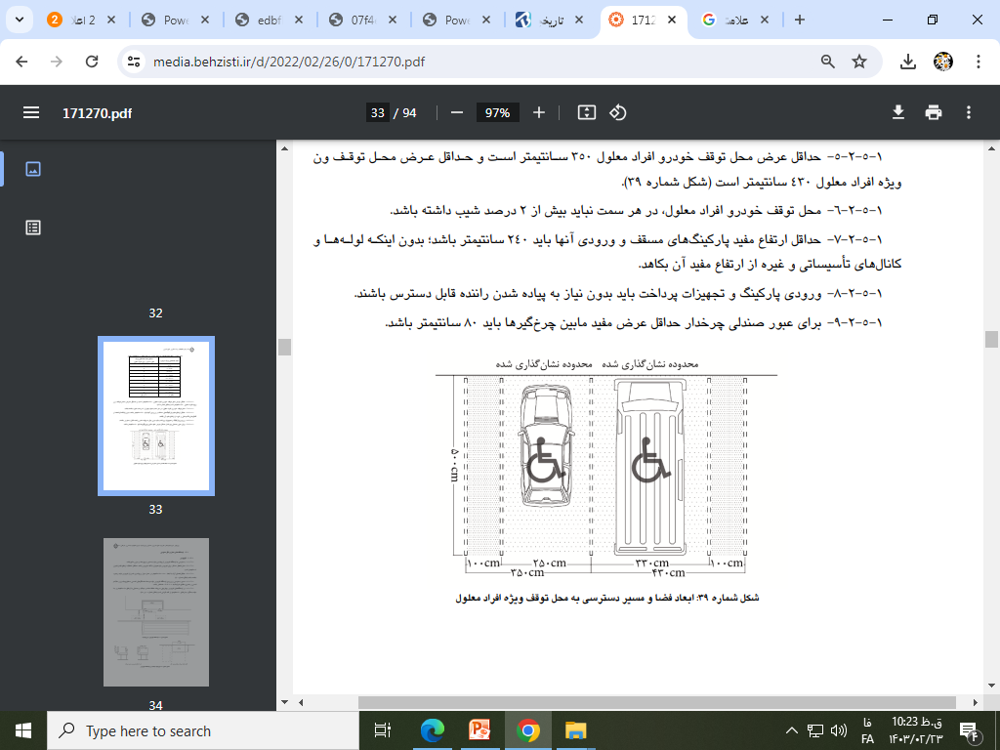 2 اعلا
Powe
edbf
07f4
Powe
تاریخ
1712
علامت
media.behzisti.ir/d/2022/02/26/0/171270.pdf
171270.pdf
33 / 94
97%
32
33
34
۱-۵-۲-۵- حداقل عرض محل توقف خودرو افراد معلول ۳۵۰ سانتیمتر است و حداقل عرض محل توقف ون
ویژه افراد معلول ٤٣٠ سانتیمتر است (شکل شماره ۳۹).
۱-۵-۲-٦- محل توقف خودرو افراد معلول، در هر سمت نباید بیش از ۲ درصد شیب داشته باشد.
۱-۵-۲-۷- حداقل ارتفاع مفید پارکینگ‌های مسقف و ورودی آنها باید ٢٤٠ سانتیمتر باشد؛ بدون اینکه لوله‌ها و
کانال‌های تأسیساتی و غیره از ارتفاع مفید آن بکاهد.
۱-۵-۲-۸- ورودی پارکینگ و تجهیزات پرداخت باید بدون نیاز به پیاده شدن راننده قابل دسترس باشند.
۱-۵-۲-۹- برای عبور صندلی چرخدار حداقل عرض مفید مابین چرخ‌گیرها باید ۸۰ سانتیمتر باشد.
محدوده نشان‌گذاری شده محدوده نشان‌گذاری شده
۵۰۰cm
۱۰۰cm ۲۵۰cm ۳۳۰cm ۱۰۰cm
۳۵۰cm ۴۳۰cm
شکل شماره ۳۹: ابعاد فضا و مسیر دسترسی به محل توقف ویژه افراد معلول
Type here to search
فا
FA
10:23 ق.ظ
۱۴۰۳/۰۲/۲۳